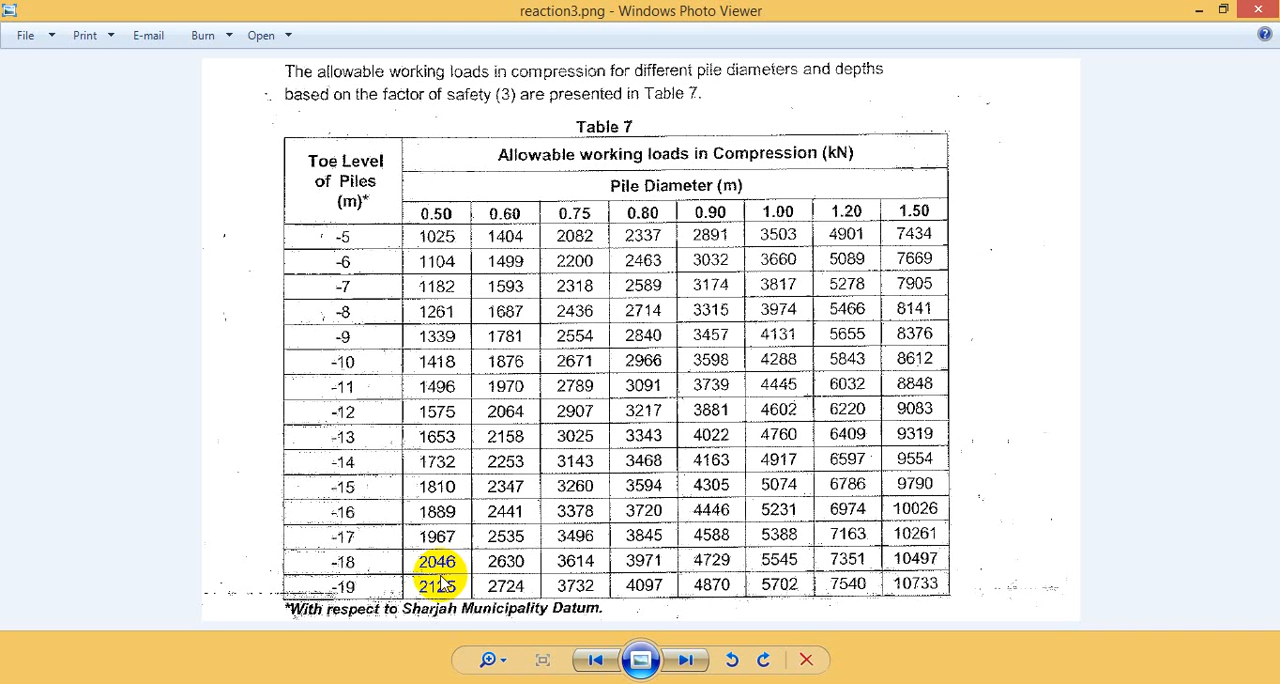 reaction3.png - Windows Photo Viewer
File Print E-mail Burn Open
The allowable working loads in compression for different pile diameters and depths
based on the factor of safety (3) are presented in Table 7.
Table 7
Toe Level of Piles (m)* Allowable working loads in Compression (kN)
Pile Diameter (m)
0.50 0.60 0.75 0.80 0.90 1.00 1.20 1.50
-5 1025 1404 2082 2337 2891 3503 4901 7434
-6 1104 1499 2200 2463 3032 3660 5089 7669
-7 1182 1593 2318 2589 3174 3817 5278 7905
-8 1261 1687 2436 2714 3315 3974 5466 8141
-9 1339 1781 2554 2840 3457 4131 5655 8376
-10 1418 1876 2671 2966 3598 4288 5843 8612
-11 1496 1970 2789 3091 3739 4445 6032 8848
-12 1575 2064 2907 3217 3881 4602 6220 9083
-13 1653 2158 3025 3343 4022 4760 6409 9319
-14 1732 2253 3143 3468 4163 4917 6597 9554
-15 1810 2347 3260 3594 4305 5074 6786 9790
-16 1889 2441 3378 3720 4446 5231 6974 10026
-17 1967 2535 3496 3845 4588 5388 7163 10261
-18 2046 2630 3614 3971 4729 5545 7351 10497
-19 2125 2724 3732 4097 4870 5702 7540 10733
*With respect to Sharjah Municipality Datum.